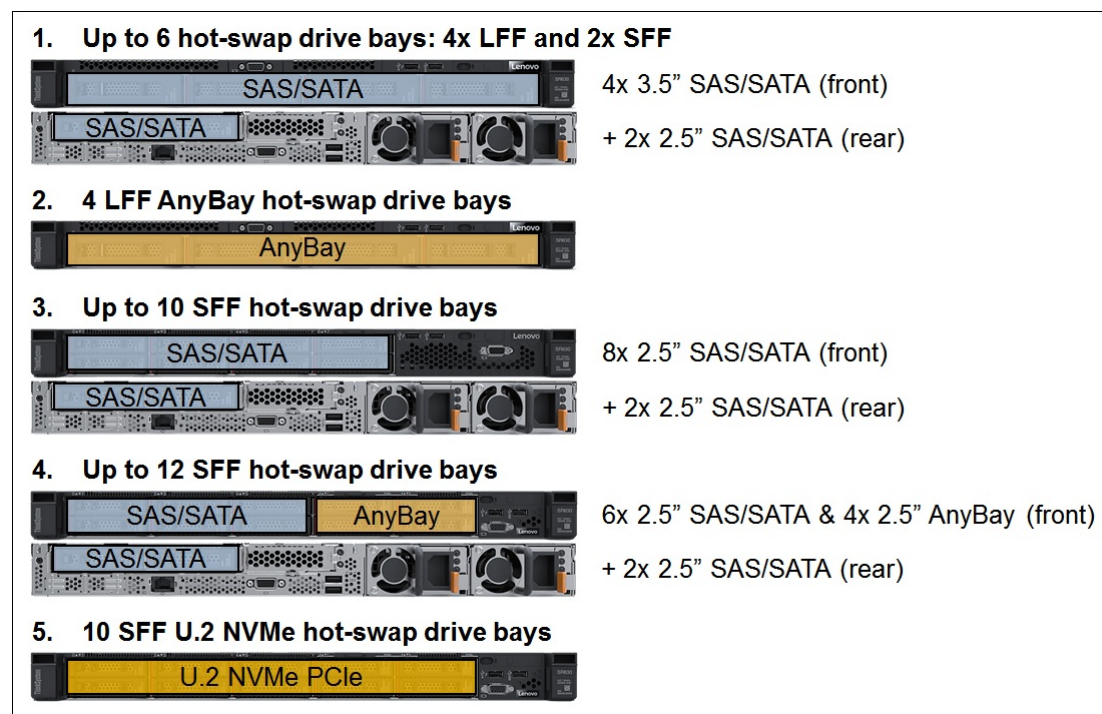 1. Up to 6 hot-swap drive bays: 4x LFF and 2x SFF
Lenovo
SAS/SATA
4x 3.5” SAS/SATA (front)
SAS/SATA
+ 2x 2.5” SAS/SATA (rear)
2. 4 LFF AnyBay hot-swap drive bays
Lenovo
AnyBay
3. Up to 10 SFF hot-swap drive bays
Lenovo
SAS/SATA
8x 2.5” SAS/SATA (front)
SAS/SATA
+ 2x 2.5” SAS/SATA (rear)
4. Up to 12 SFF hot-swap drive bays
SAS/SATA AnyBay
6x 2.5” SAS/SATA & 4x 2.5” AnyBay (front)
Lenovo
SAS/SATA
+ 2x 2.5” SAS/SATA (rear)
5. 10 SFF U.2 NVMe hot-swap drive bays
U.2 NVMe PCIe
Lenovo